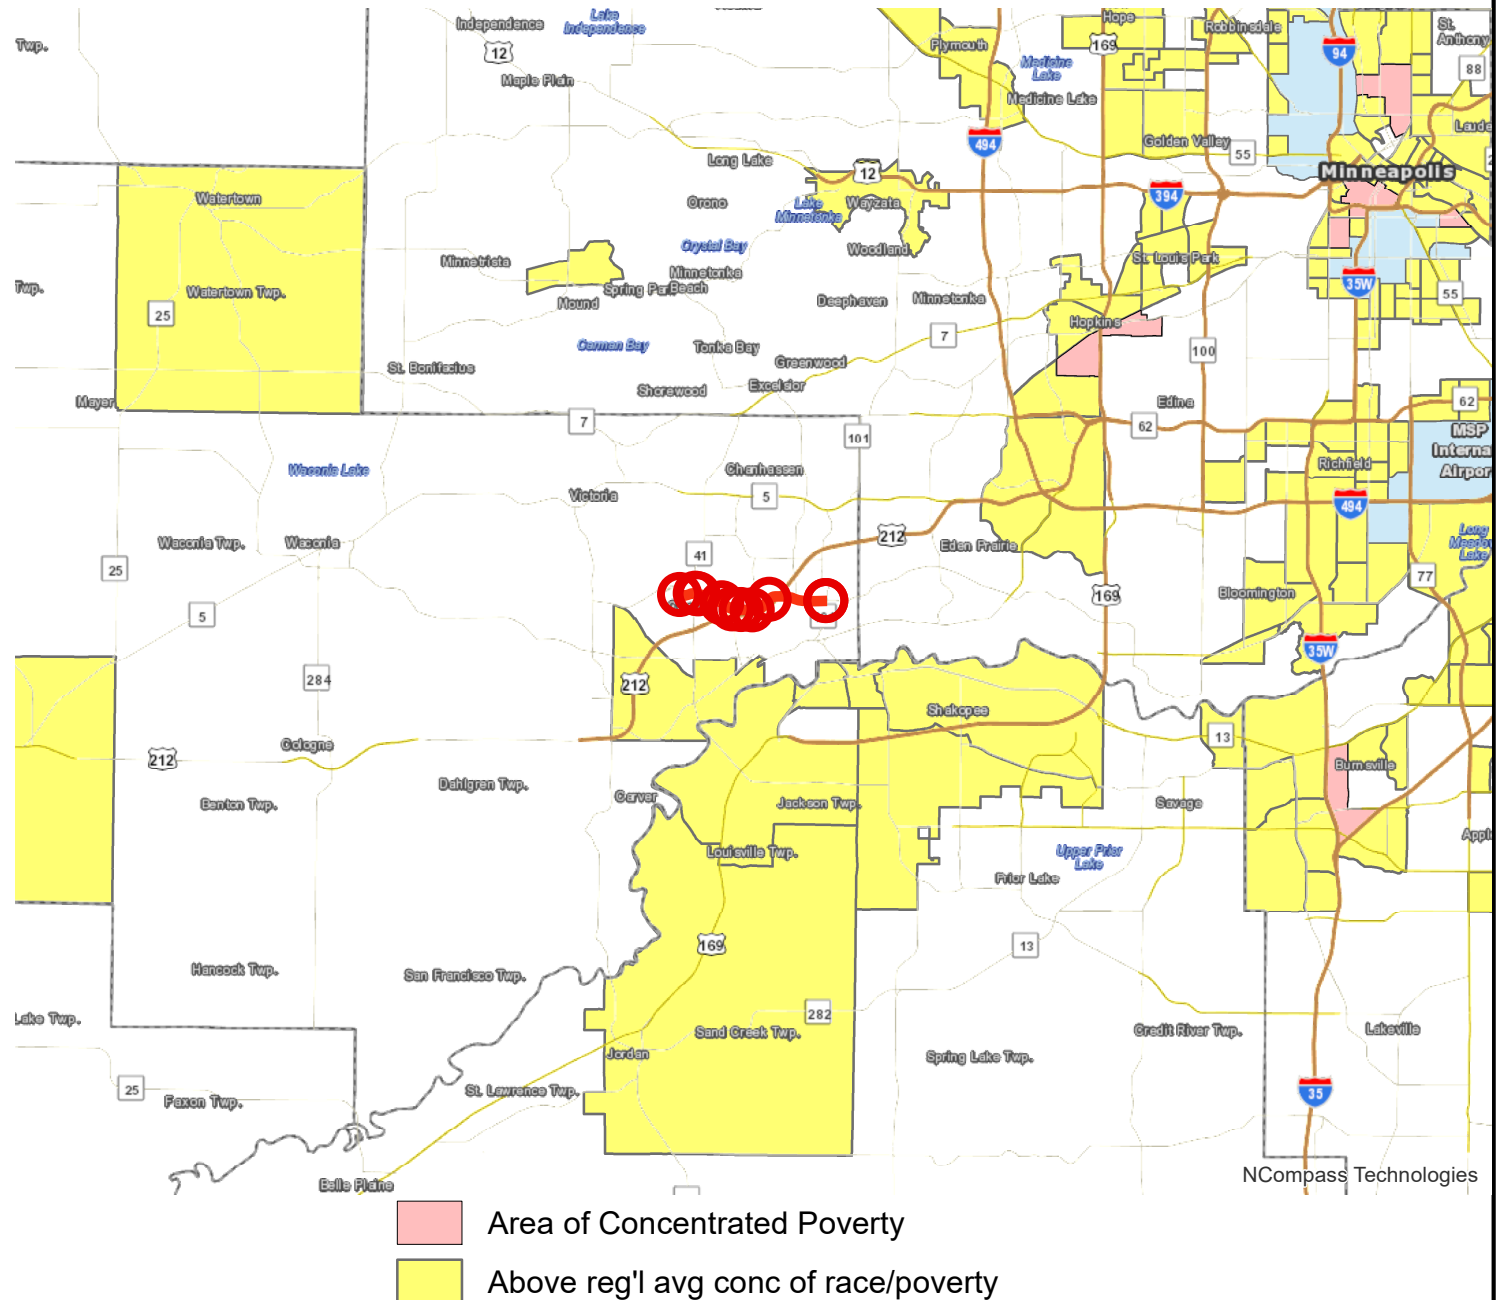 Independence
Lake
Independence
Hope
Robbinsdale
St.
Anthony
Twp.
12
Maple Plain
Plymouth
169
94
Medicine
Lake
88
Medicine Lake
494
Golden Valley
55
Long Lake
12
Minneapolis
Watertown
Orono
Lake
Minnetonka
Wayzata
394
Crystal Bay
Woodland
St. Louis Park
Minnetrista
Minnetonka
Beach
35W
Twp.
Watertown Twp.
Spring Park
Mound
Deephaven
Minnetonka
55
25
Hopkins
7
Carman Bay
Tonka Bay
100
St. Bonifacius
Greenwood
Shorewood
Excelsior
Mayer
Edina
62
7
101
62
MSP
Interna
Airpor
Waconia Lake
Chanhassen
Richfield
Victoria
5
494
Waconia Twp.
Waconia
212
Eden Prairie
Long
Meadow
Lake
25
41
77
5
169
Bloomington
35W
284
212
Shakopee
13
212
Cologne
Burnsville
Benton Twp.
Dahlgren Twp.
Carver
Jackson Twp.
Savage
Appl
Louisville Twp.
Upper Prior
Lake
Prior Lake
169
13
Hancock Twp.
San Francisco Twp.
Lake Twp.
282
Sand Creek Twp.
Credit River Twp.
Lakeville
Jordan
Spring Lake Twp.
25
Faxon Twp.
St. Lawrence Twp.
35
Belle Plaine
NCompass Technologies
Area of Concentrated Poverty
Above reg'l avg conc of race/poverty